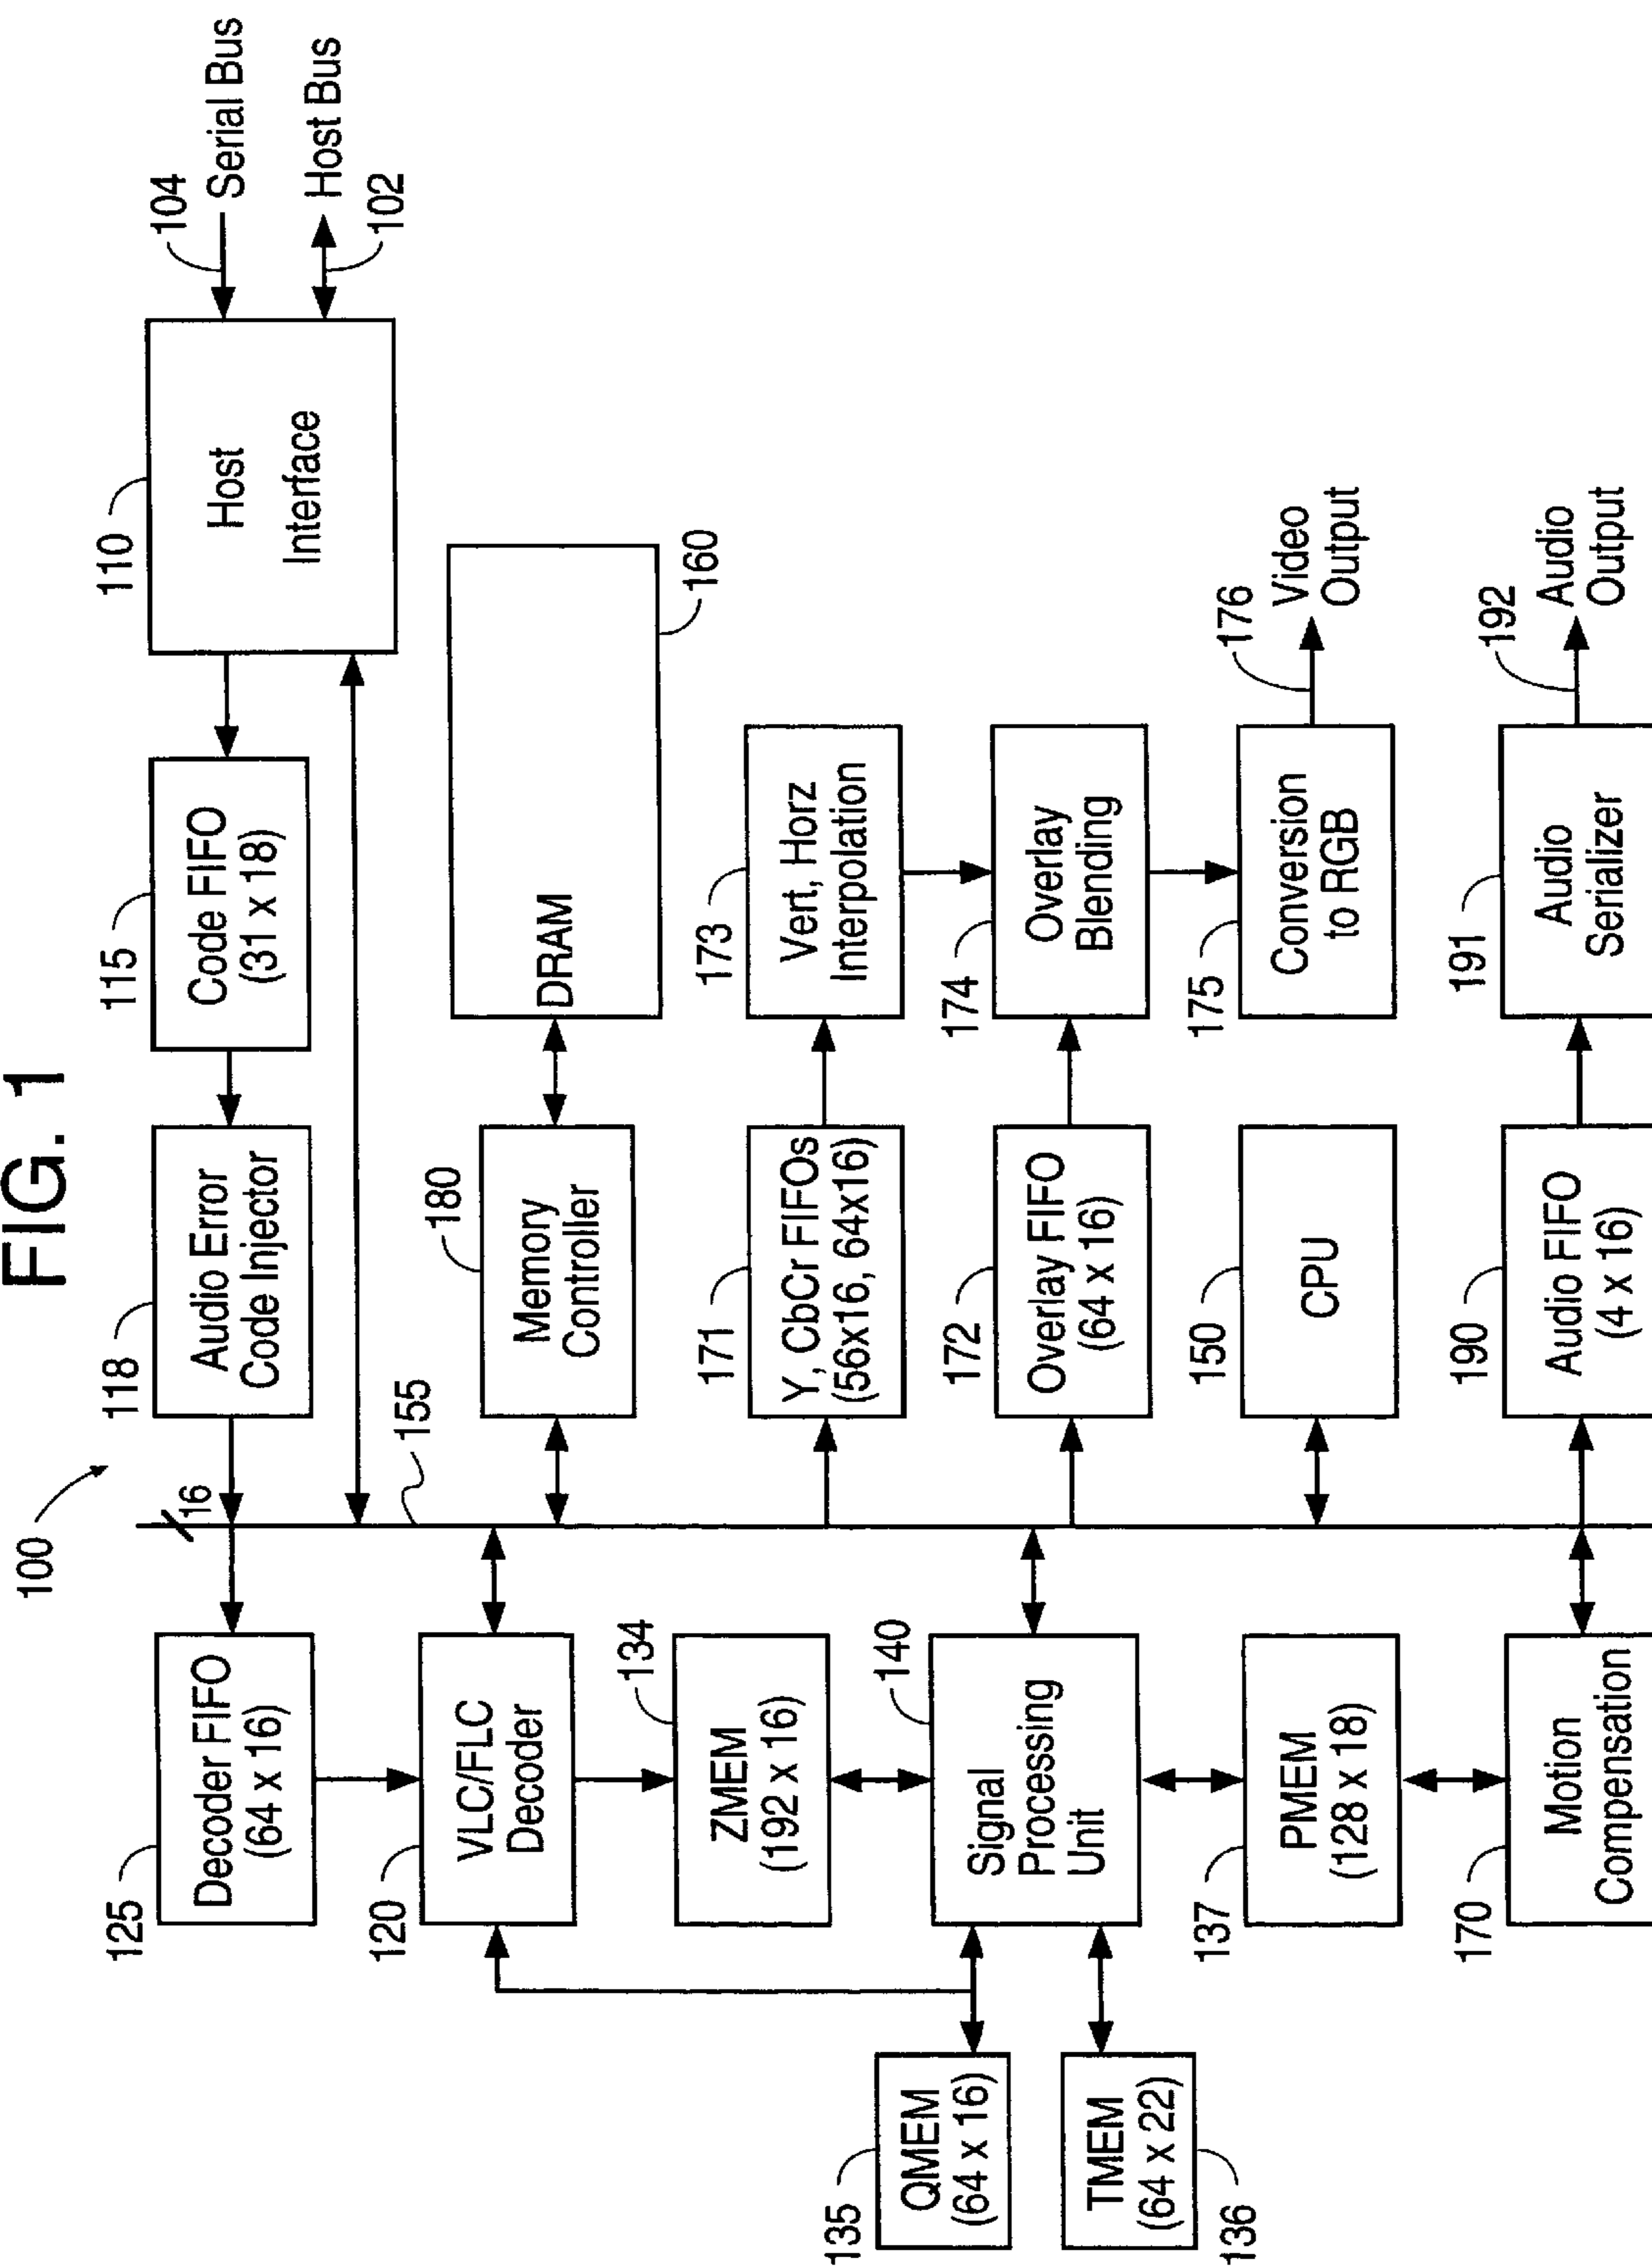 FIG. 1
100
104
Serial Bus
Host Bus
102
110
Host
Interface
115
Code FIFO
(31 x 18)
118
Audio Error
Code Injector
16
155
125
Decoder FIFO
(64 x 16)
120
VLC/FLC
Decoder
180
Memory
Controller
DRAM
160
134
ZMEM
(192 x 16)
171
Y, CbCr FIFOs
(56x16, 64x16)
173
Vert, Horz
Interpolation
135
QMEM
(64 x 16)
136
TMEM
(64 x 22)
140
Signal
Processing
Unit
172
Overlay FIFO
(64 x 16)
174
Overlay
Blending
137
PMEM
(128 x 18)
150
CPU
175
Conversion
to RGB
176
Video
Output
170
Motion
Compensation
190
Audio FIFO
(4 x 16)
191
Audio
Serializer
192
Audio
Output